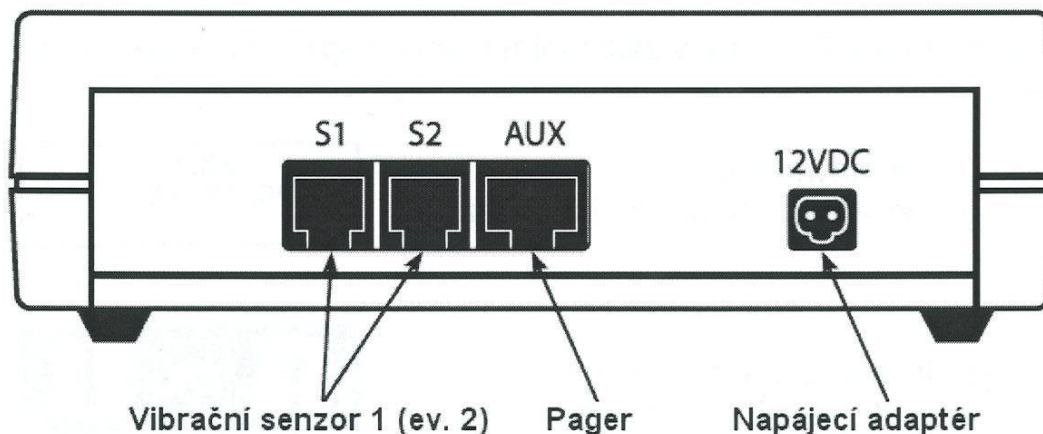 S1 S2 AUX
12VDC
Vibrační senzor 1 (ev. 2) Pager Napájecí adaptér